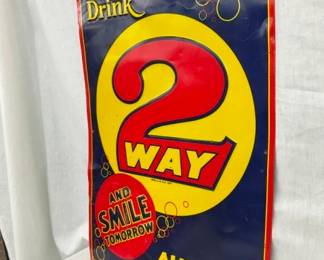 Drink
2
WAY
AND
SMILE
TOMORROW